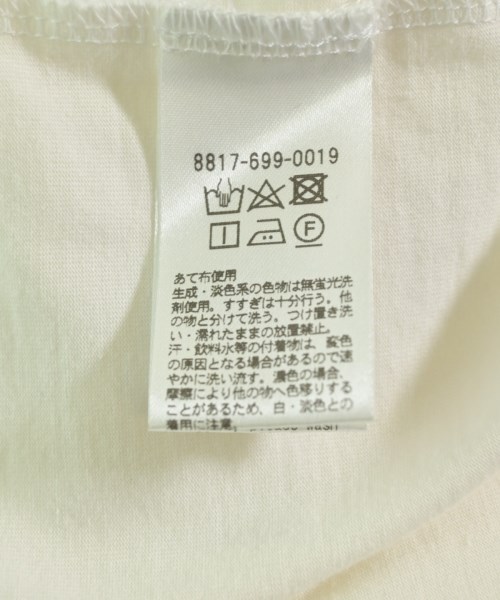 8817-699-0019
F
あて布使用
生成・淡色系の色物は無蛍光洗
剤使用。すすぎは十分行う。他
の物と分けて洗う。つけ置き洗
い・濡れたままの放置禁止。
汗・飲料水等の付着物は、変色
の原因となる場合があるので速
やかに洗い流す。濃色の場合、
摩擦により他の物へ色移りする
ことがあるため、白・淡色との
着用に注意。